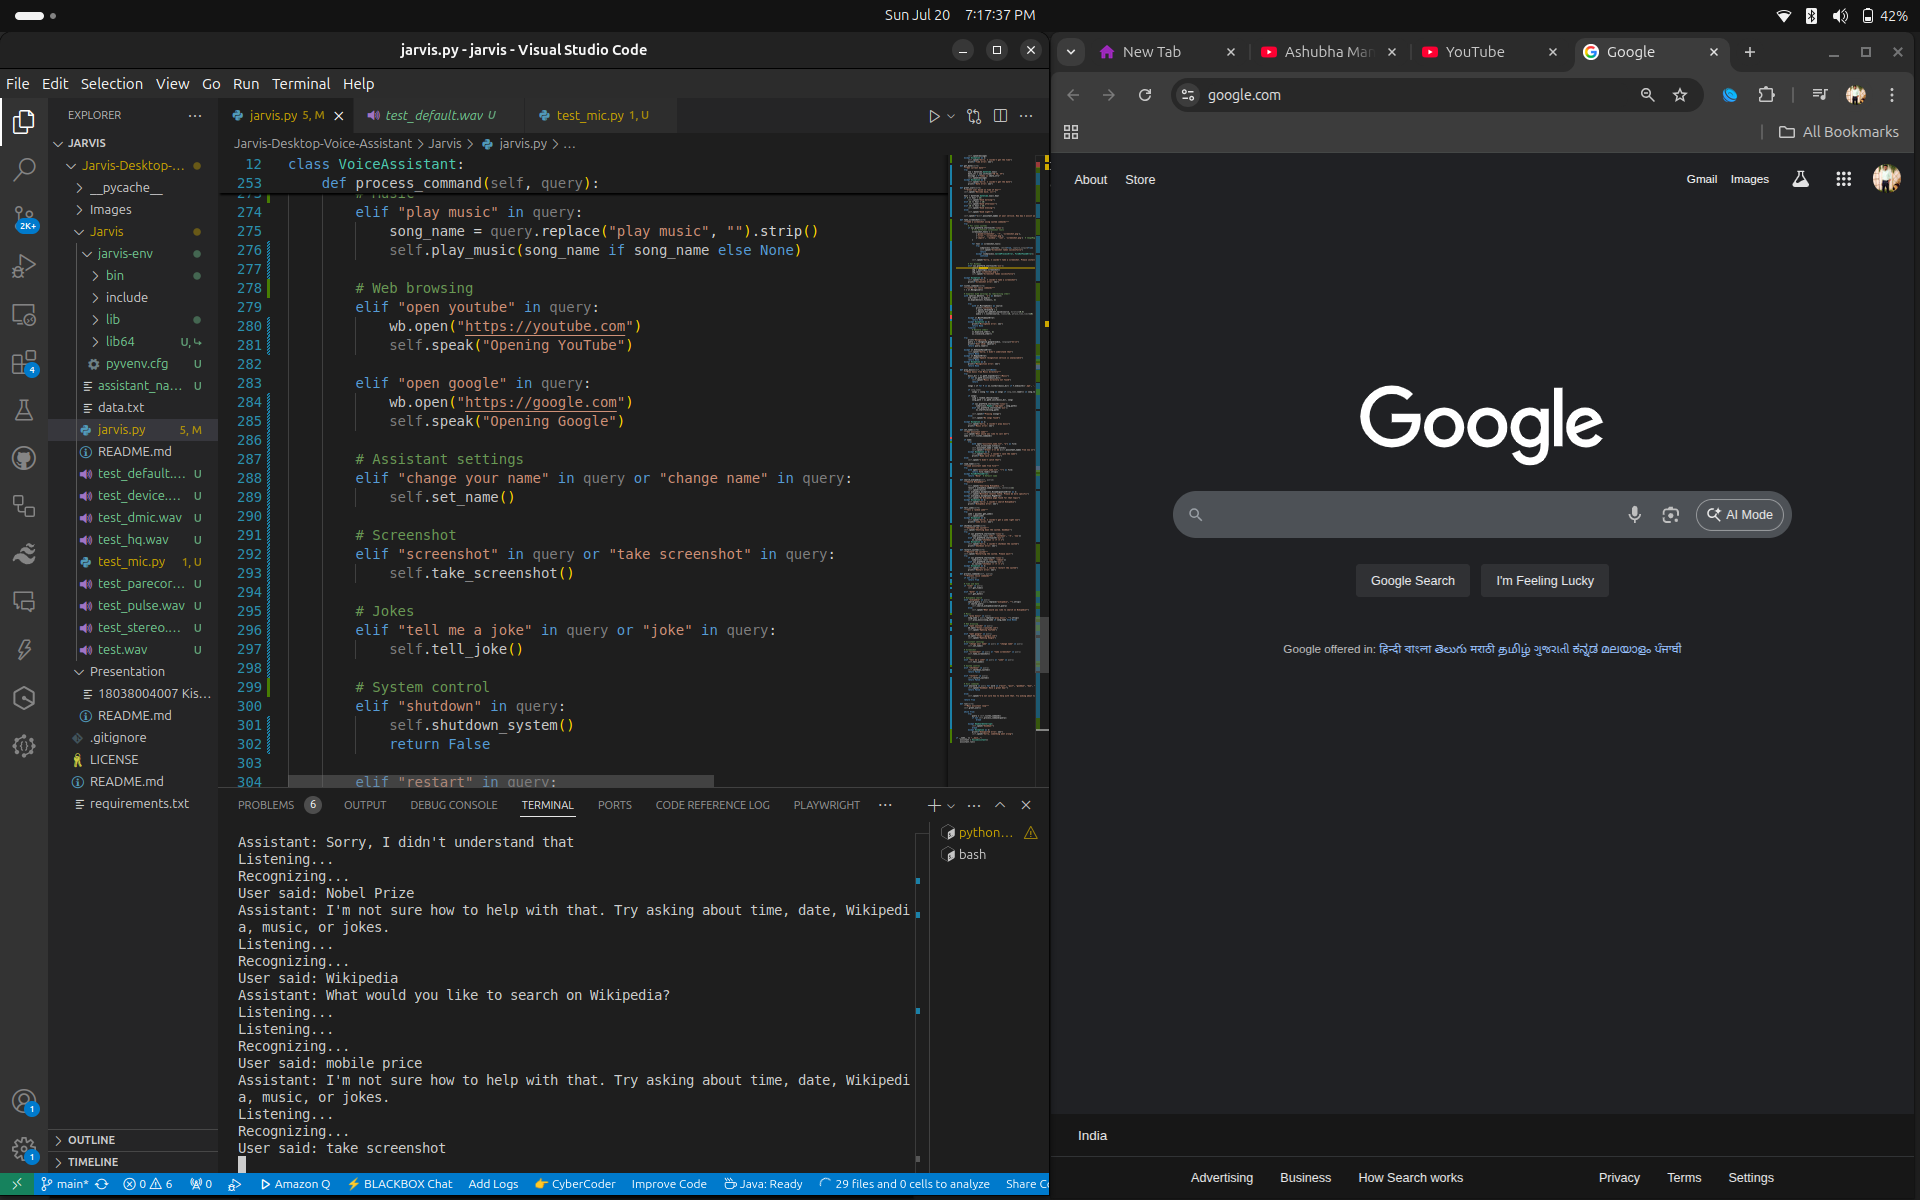 Sun Jul 20 7:17:37 PM
42%
jarvis.py - jarvis - Visual Studio Code
File Edit Selection View Go Run Terminal Help
EXPLORER
JARVIS
Jarvis-Desktop-...
__pycache__
Images
Jarvis
jarvis-env
bin
include
lib
lib64 U,
pyvenv.cfg U
assistant_na... U
data.txt
jarvis.py 5, M
README.md
test_default.... U
test_device.... U
test_dmic.wav U
test_hq.wav U
test_mic.py 1, U
test_parecor... U
test_pulse.wav U
test_stereo.... U
test.wav U
Presentation
18038004007 Kis...
README.md
.gitignore
LICENSE
README.md
requirements.txt
OUTLINE
TIMELINE
2K+
4
1
1
jarvis.py 5, M
test_default.wav U
test_mic.py 1, U
Jarvis-Desktop-Voice-Assistant > Jarvis > jarvis.py > ...
12 class VoiceAssistant:
253 def process_command(self, query):
273 # Music
274 elif "play music" in query:
275 song_name = query.replace("play music", "").strip()
276 self.play_music(song_name if song_name else None)
277
278 # Web browsing
279 elif "open youtube" in query:
280 wb.open("https://youtube.com")
281 self.speak("Opening YouTube")
282
283 elif "open google" in query:
284 wb.open("https://google.com")
285 self.speak("Opening Google")
286
287 # Assistant settings
288 elif "change your name" in query or "change name" in query:
289 self.set_name()
290
291 # Screenshot
292 elif "screenshot" in query or "take screenshot" in query:
293 self.take_screenshot()
294
295 # Jokes
296 elif "tell me a joke" in query or "joke" in query:
297 self.tell_joke()
298
299 # System control
300 elif "shutdown" in query:
301 self.shutdown_system()
302 return False
303
304 elif "restart" in query:
PROBLEMS 6 OUTPUT DEBUG CONSOLE TERMINAL PORTS CODE REFERENCE LOG PLAYWRIGHT
python...
bash
Assistant: Sorry, I didn't understand that
Listening...
Recognizing...
User said: Nobel Prize
Assistant: I'm not sure how to help with that. Try asking about time, date, Wikipedi
a, music, or jokes.
Listening...
Recognizing...
User said: Wikipedia
Assistant: What would you like to search on Wikipedia?
Listening...
Listening...
Recognizing...
User said: mobile price
Assistant: I'm not sure how to help with that. Try asking about time, date, Wikipedi
a, music, or jokes.
Listening...
Recognizing...
User said: take screenshot
main* 0 6 0 Amazon Q BLACKBOX Chat Add Logs CyberCoder Improve Code Java: Ready 29 files and 0 cells to analyze Share Co
New Tab
Ashubha Man
YouTube
Google
google.com
All Bookmarks
About Store
Gmail Images
Google
AI Mode
Google Search
I'm Feeling Lucky
Google offered in: हिन्दी বাংলা తెలుగు मराठी தமிழ் ગુજરાતી ಕನ್ನಡ മലയാളം ਪੰਜਾਬੀ
India
Advertising Business How Search works
Privacy Terms Settings